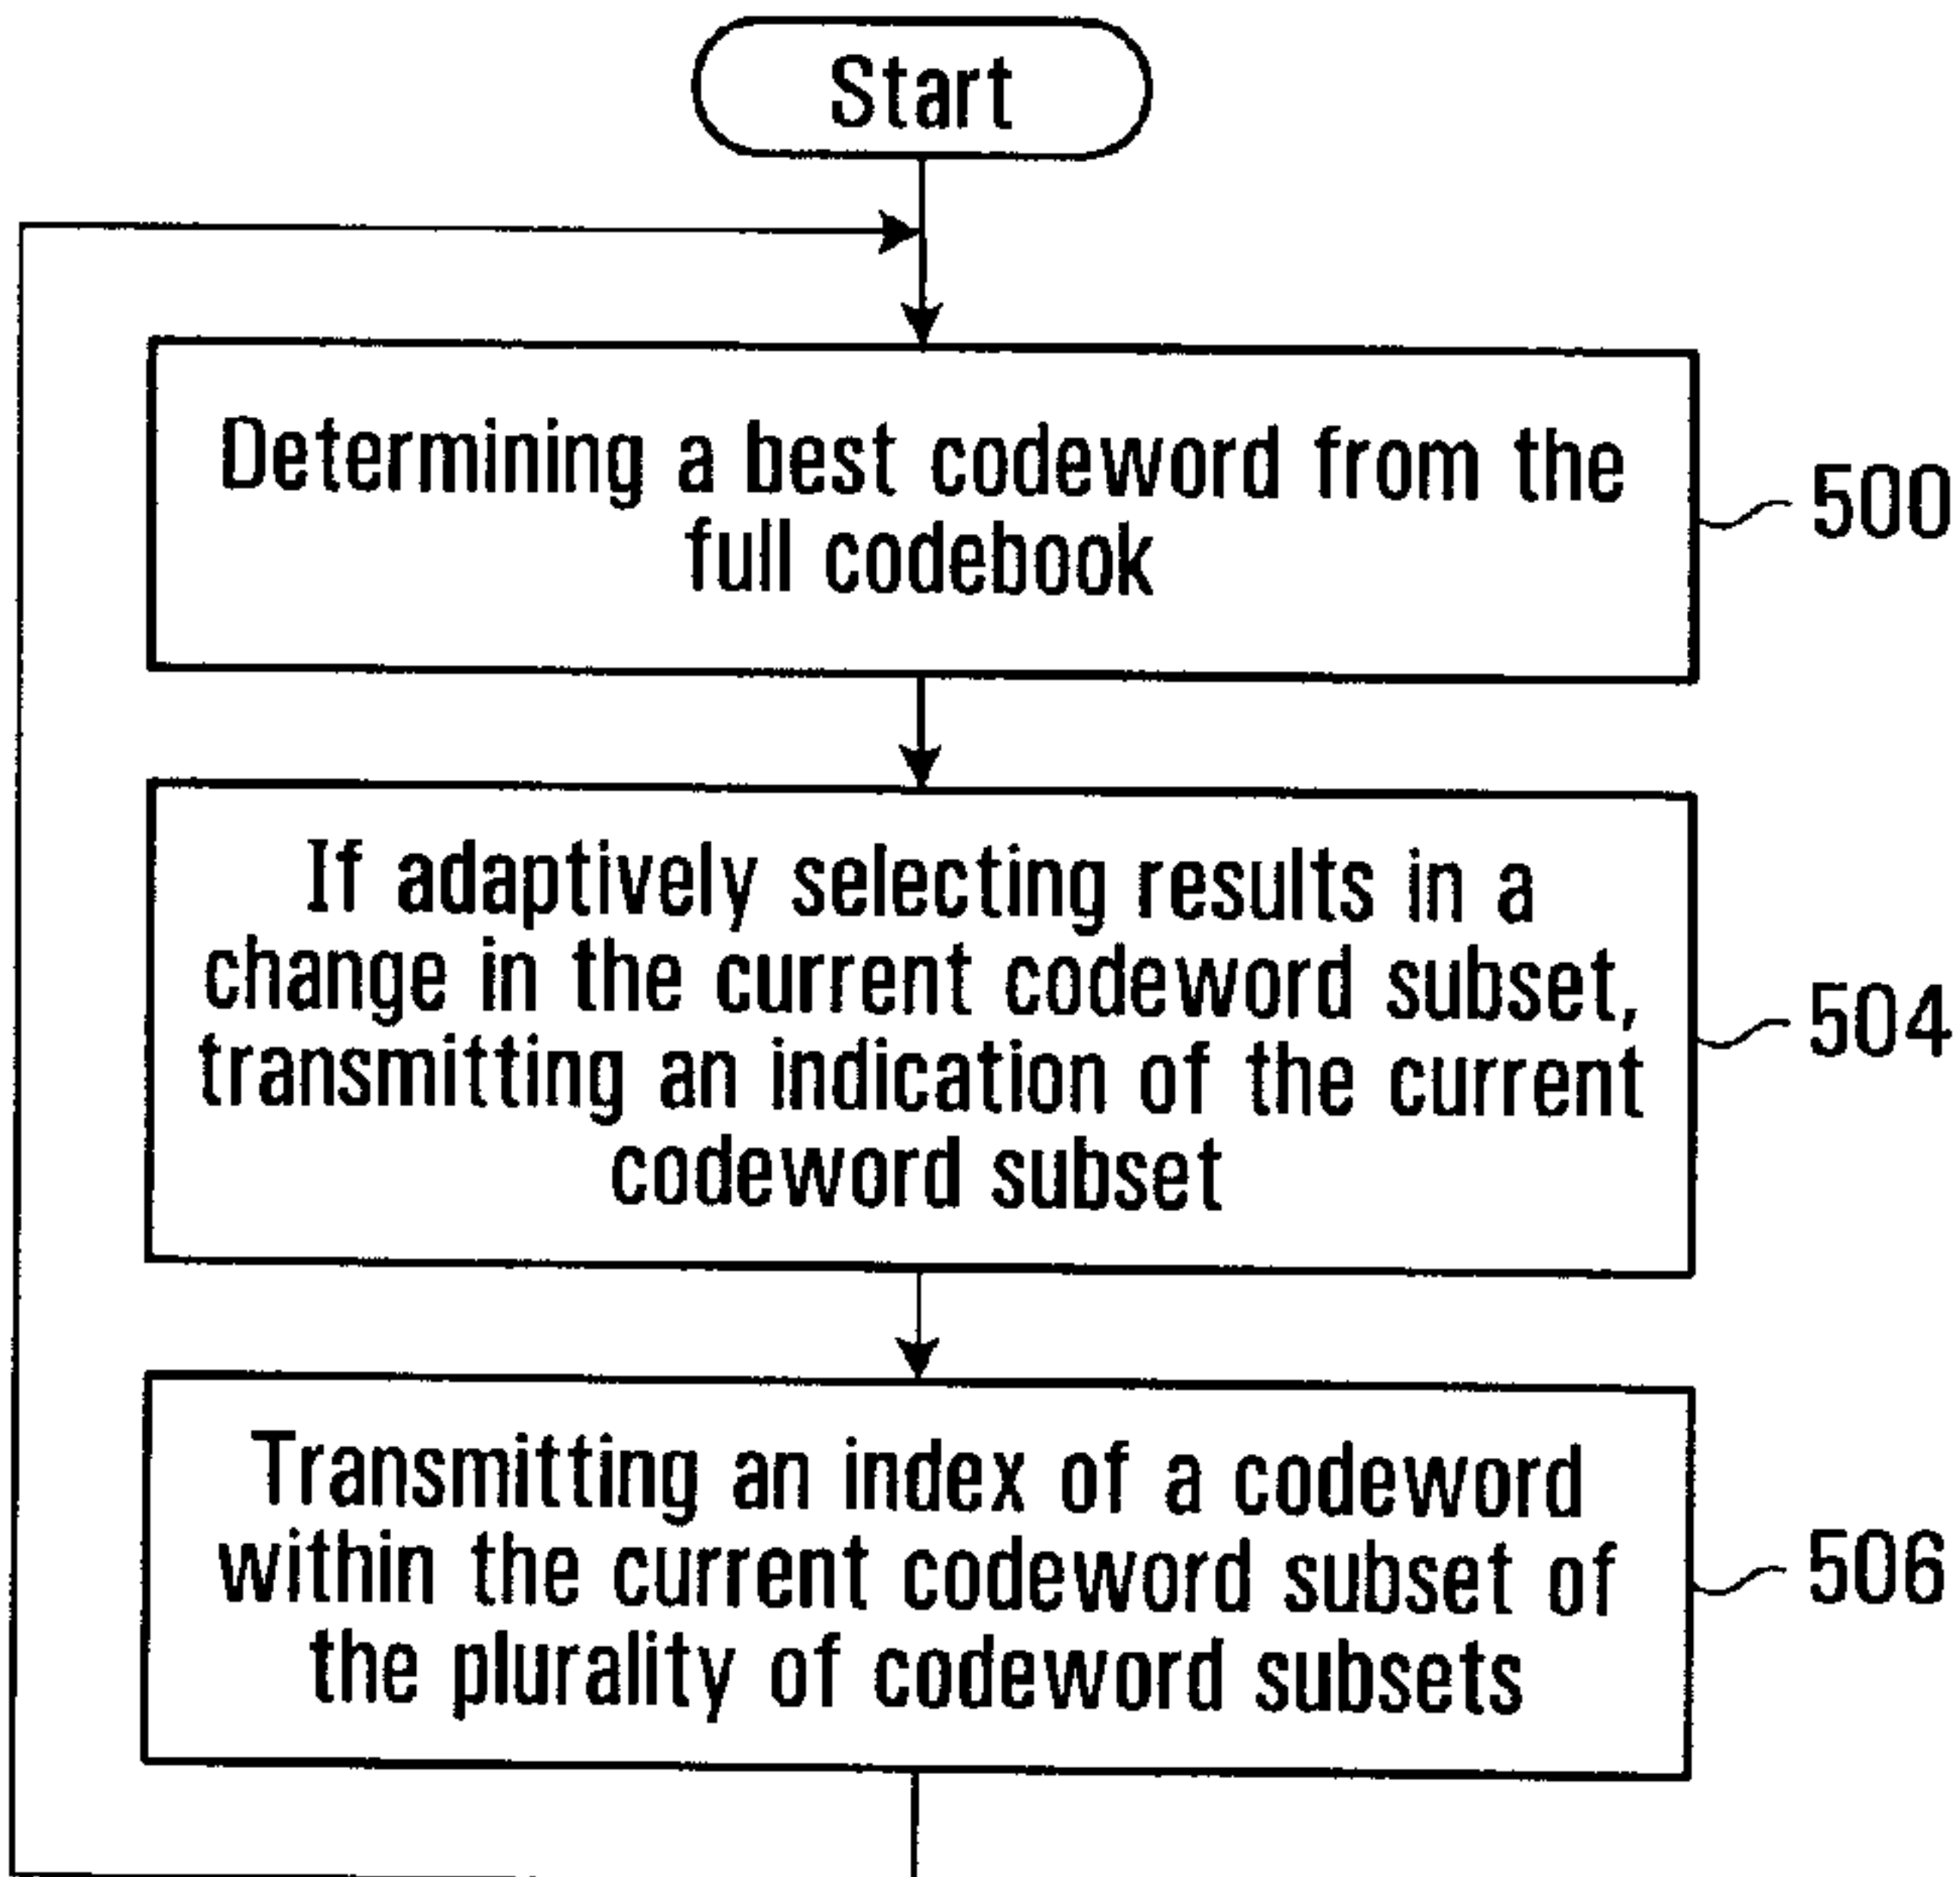 Start
Determining a best codeword from the
full codebook
500
If adaptively selecting results in a
change in the current codeword subset,
transmitting an indication of the current
codeword subset
504
Transmitting an index of a codeword
within the current codeword subset of
the plurality of codeword subsets
506